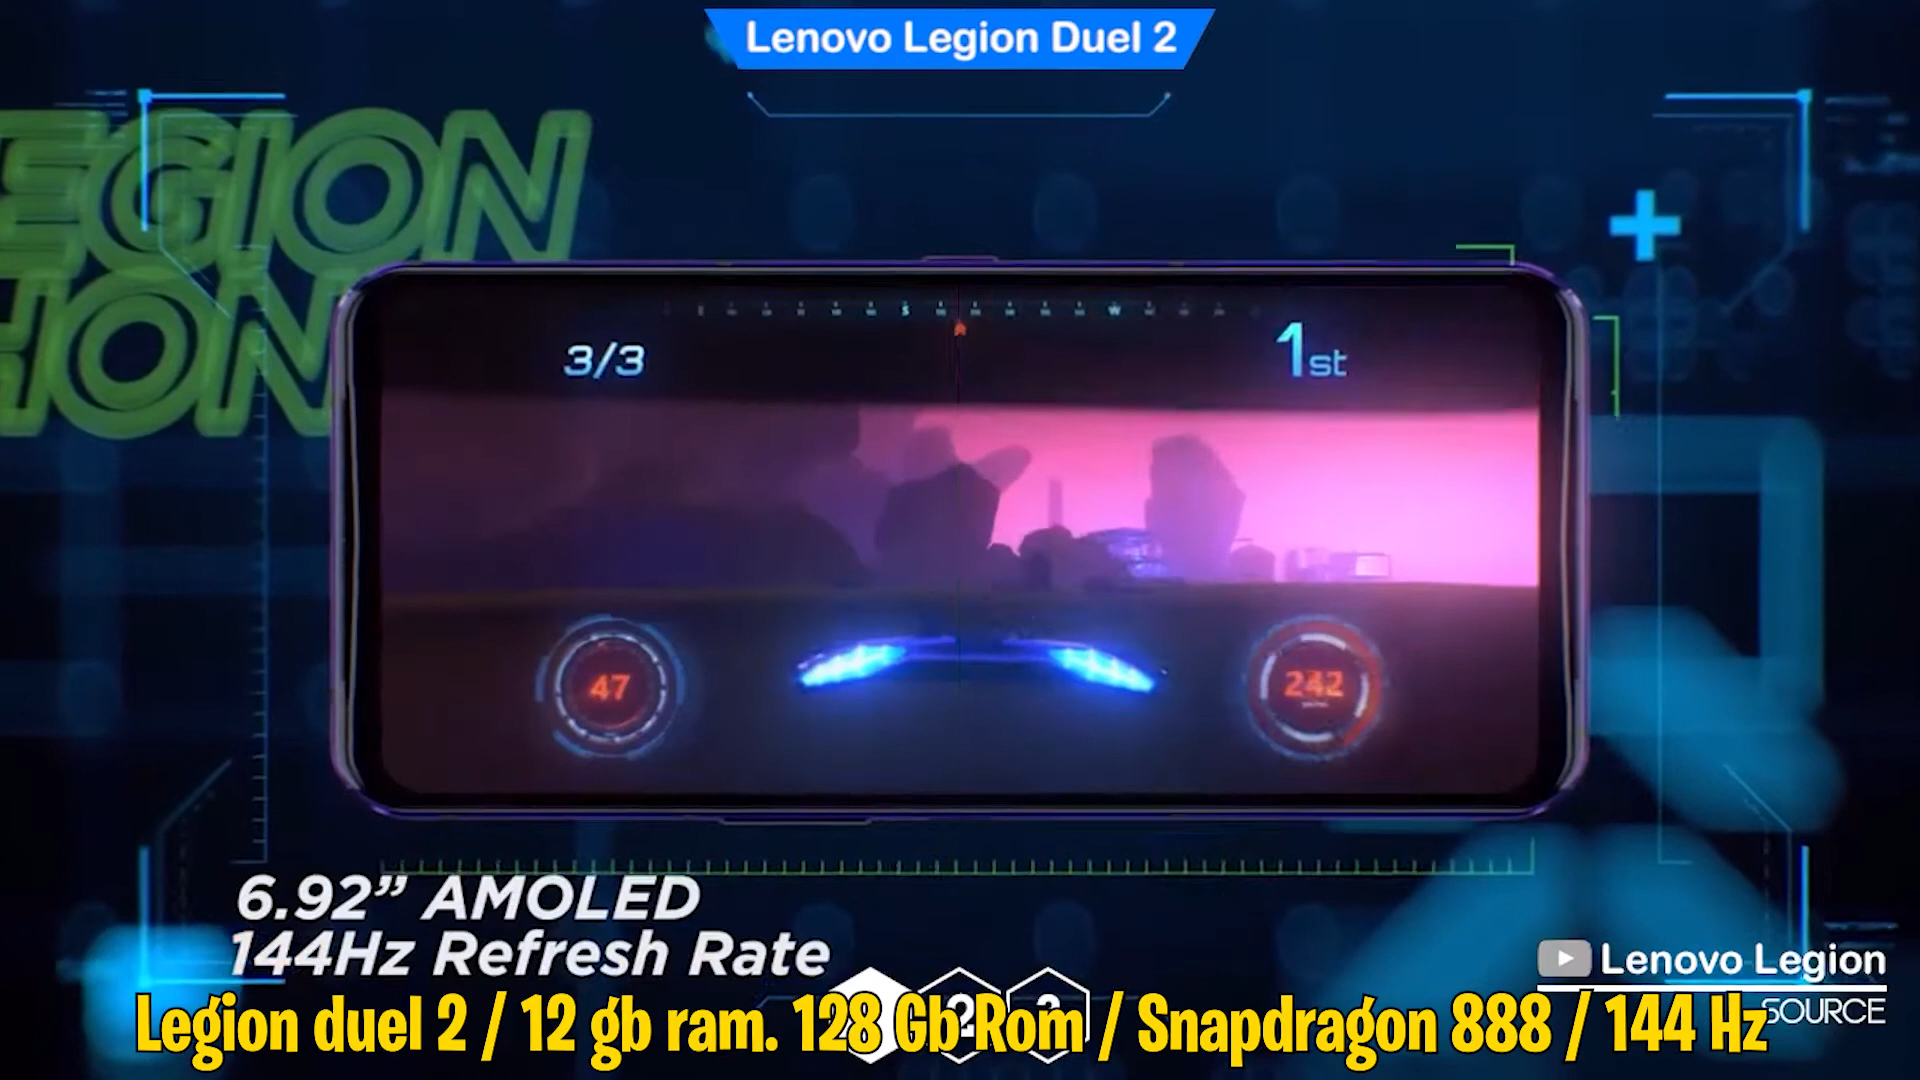 Lenovo Legion Duel 2
EGION
ION
S
W
3/3
1st
47
242
6.92” AMOLED
144Hz Refresh Rate
Lenovo Legion
SOURCE
2
Legion duel 2 / 12 gb ram. 128 Gb Rom / Snapdragon 888 / 144 Hz